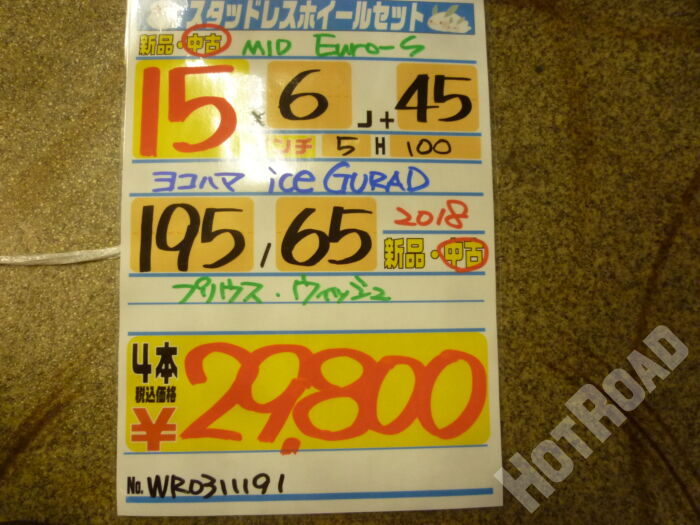 スタッドレスホイールセット
新品・中古 MID Euro-S
15 x 6 J+ 45
ンチ 5 H 100
ヨコハマ ice GURAD
195 / 65 2018
新品・中古
プリウス・ウィッシュ
4本
税込価格
¥29,800
No. WR0311191
HOTROAD